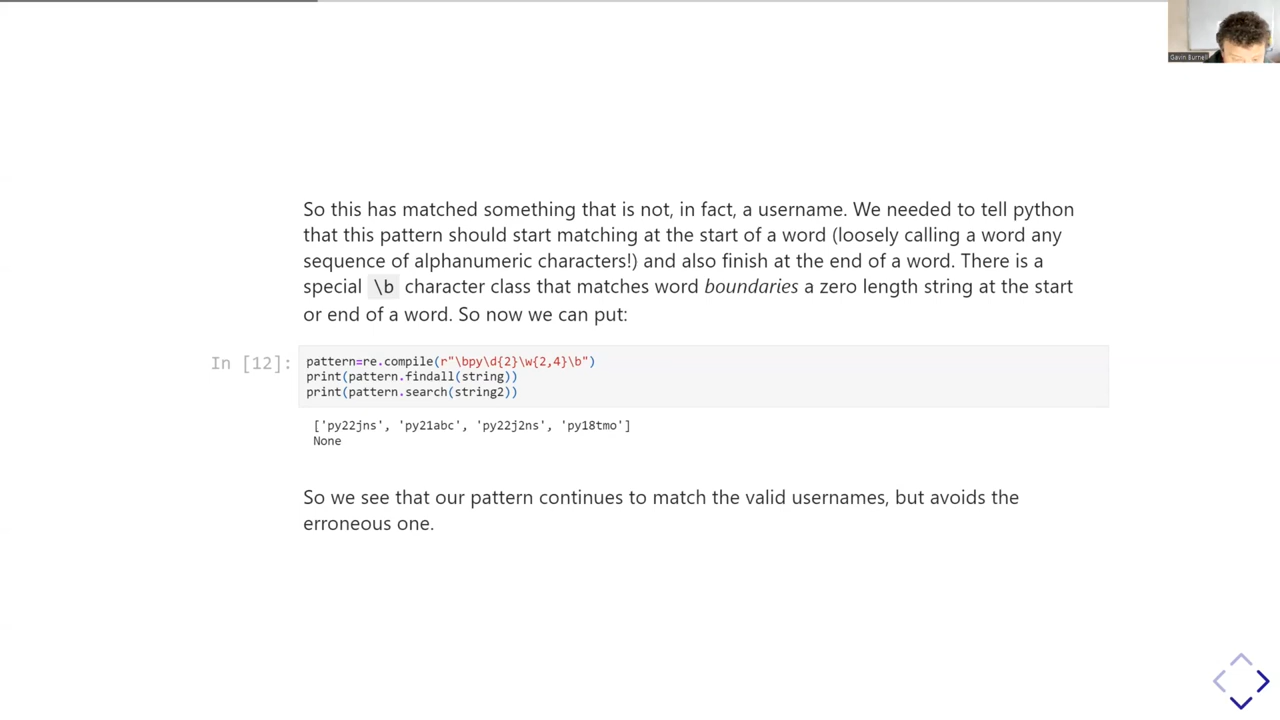 Gavin Burnell
So this has matched something that is not, in fact, a username. We needed to tell python
that this pattern should start matching at the start of a word (loosely calling a word any
sequence of alphanumeric characters!) and also finish at the end of a word. There is a
special \b character class that matches word boundaries a zero length string at the start
or end of a word. So now we can put:
In [12]:
pattern=re.compile(r"\bpy\d{2}\w{2,4}\b")
print(pattern.findall(string))
print(pattern.search(string2))
['py22jns', 'py21abc', 'py22j2ns', 'py18tmo']
None
So we see that our pattern continues to match the valid usernames, but avoids the
erroneous one.